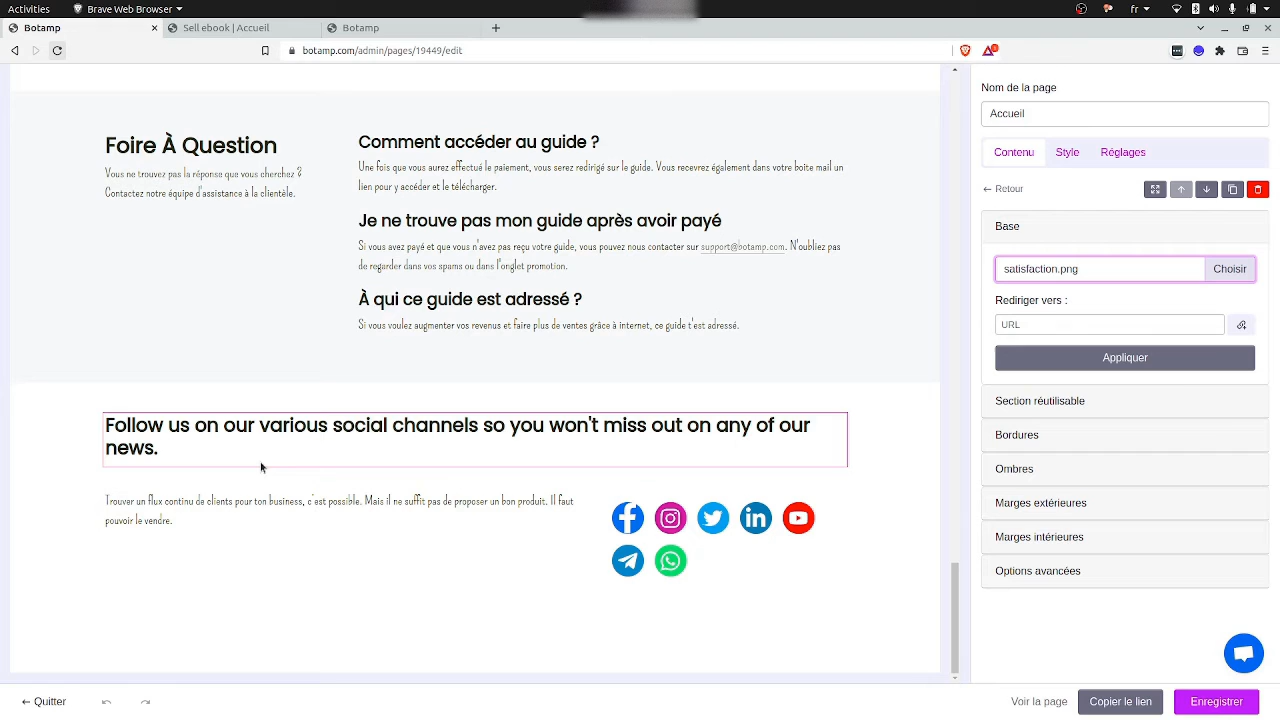 Activities
Brave Web Browser
fr
Botamp
Sell ebook | Accueil
Botamp
botamp.com/admin/pages/19449/edit
Nom de la page
Accueil
Contenu
Style
Réglages
← Retour
Base
satisfaction.png
Choisir
Rediriger vers :
URL
Appliquer
Section réutilisable
Bordures
Ombres
Marges extérieures
Marges intérieures
Options avancées
Foire À Question
Vous ne trouvez pas la réponse que vous cherchez ?
Contactez notre équipe d'assistance à la clientèle.
Comment accéder au guide ?
Une fois que vous aurez effectué le paiement, vous serez redirigé sur le guide. Vous recevrez également dans votre boite mail un
lien pour y accéder et le télécharger.
Je ne trouve pas mon guide après avoir payé
Si vous avez payé et que vous n'avez pas reçu votre guide, vous pouvez nous contacter sur support@botamp.com. N'oubliez pas
de regarder dans vos spams ou dans l'onglet promotion.
À qui ce guide est adressé ?
Si vous voulez augmenter vos revenus et faire plus de ventes grâce à internet, ce guide t'est adressé.
Follow us on our various social channels so you won't miss out on any of our
news.
Trouver un flux continu de clients pour ton business, c'est possible. Mais il ne suffit pas de proposer un bon produit. Il faut
pouvoir le vendre.
← Quitter
Voir la page
Copier le lien
Enregistrer